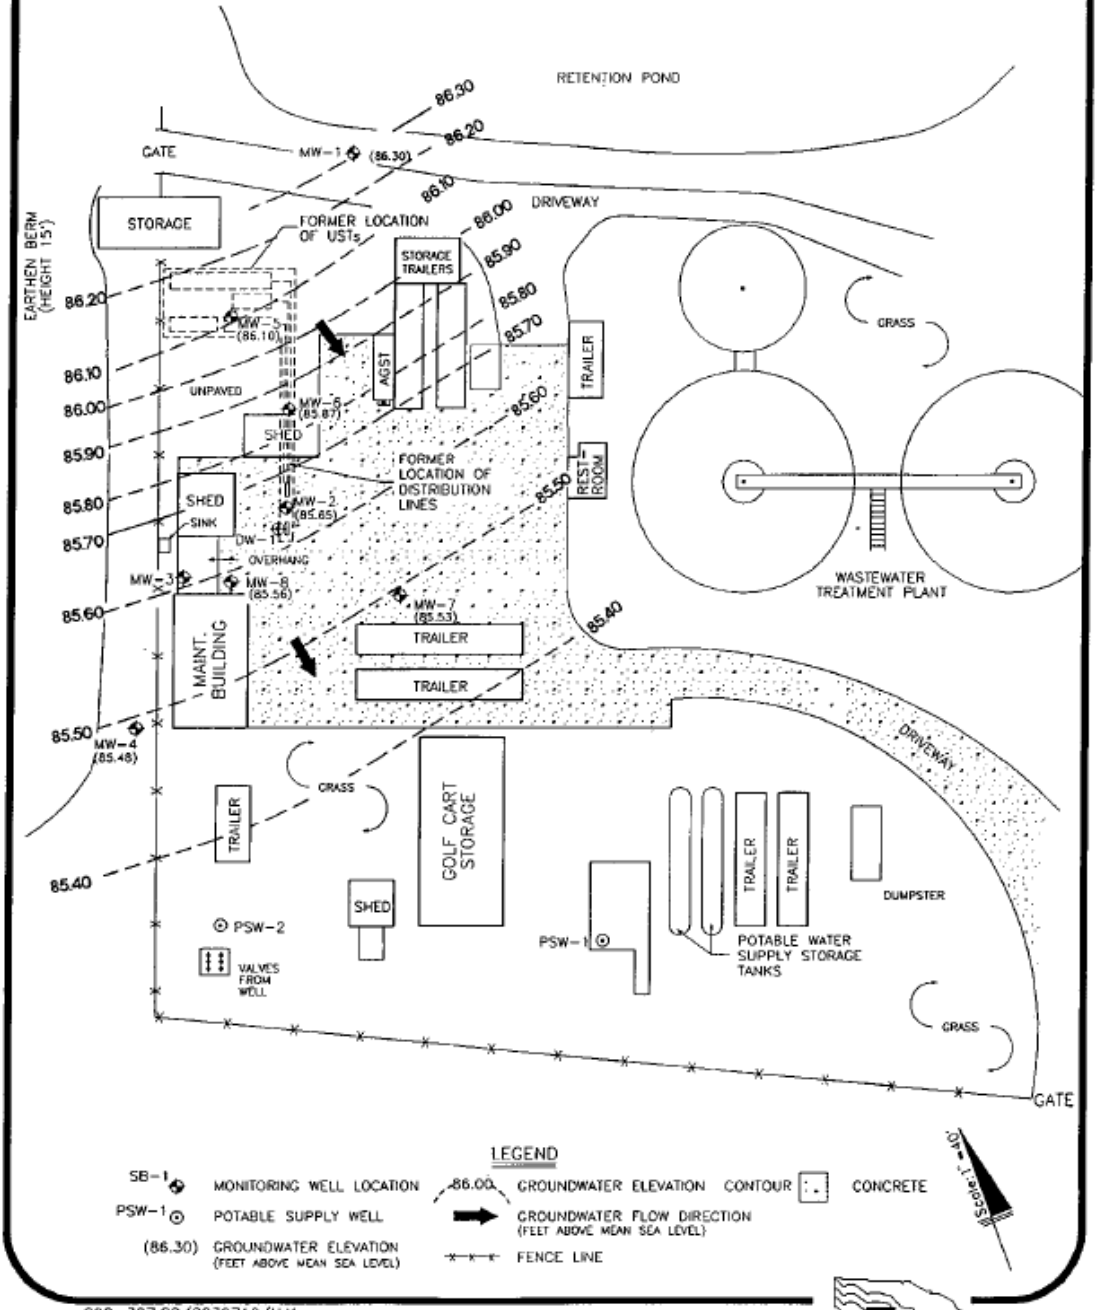 RETENTION POND
86.30
86.20
GATE
MW-1
(86.30)
86.10
STORAGE
86.00
DRIVEWAY
EARTHEN BERM
(HEIGHT 15')
FORMER LOCATION
OF USTs
STORAGE
TRAILERS
85.90
86.20
85.80
GRASS
MW-5
(86.10)
85.70
AGST
TRAILER
86.10
UNPAVED
86.00
MW-6
(85.87)
85.60
SHED
85.90
FORMER
LOCATION OF
DISTRIBUTION
LINES
REST-
ROOM
85.50
85.80
SHED
MW-2
(85.65)
SINK
85.70
DW-1
OVERHANG
MW-3
MW-8
(85.56)
WASTEWATER
TREATMENT PLANT
85.60
MW-7
(85.53)
85.40
TRAILER
MAINT.
BUILDING
TRAILER
85.50
MW-4
(85.48)
DRIVEWAY
GRASS
TRAILER
GOLF CART
STORAGE
TRAILER
TRAILER
85.40
SHED
DUMPSTER
PSW-2
PSW-1
POTABLE WATER
SUPPLY STORAGE
TANKS
VALVES
FROM
WELL
GRASS
GATE
LEGEND
SB-1
MONITORING WELL LOCATION
86.00
GROUNDWATER ELEVATION CONTOUR
CONCRETE
PSW-1
POTABLE SUPPLY WELL
GROUNDWATER FLOW DIRECTION
(FEET ABOVE MEAN SEA LEVEL)
(86.30)
GROUNDWATER ELEVATION
(FEET ABOVE MEAN SEA LEVEL)
FENCE LINE
Scale: 1" = 40'